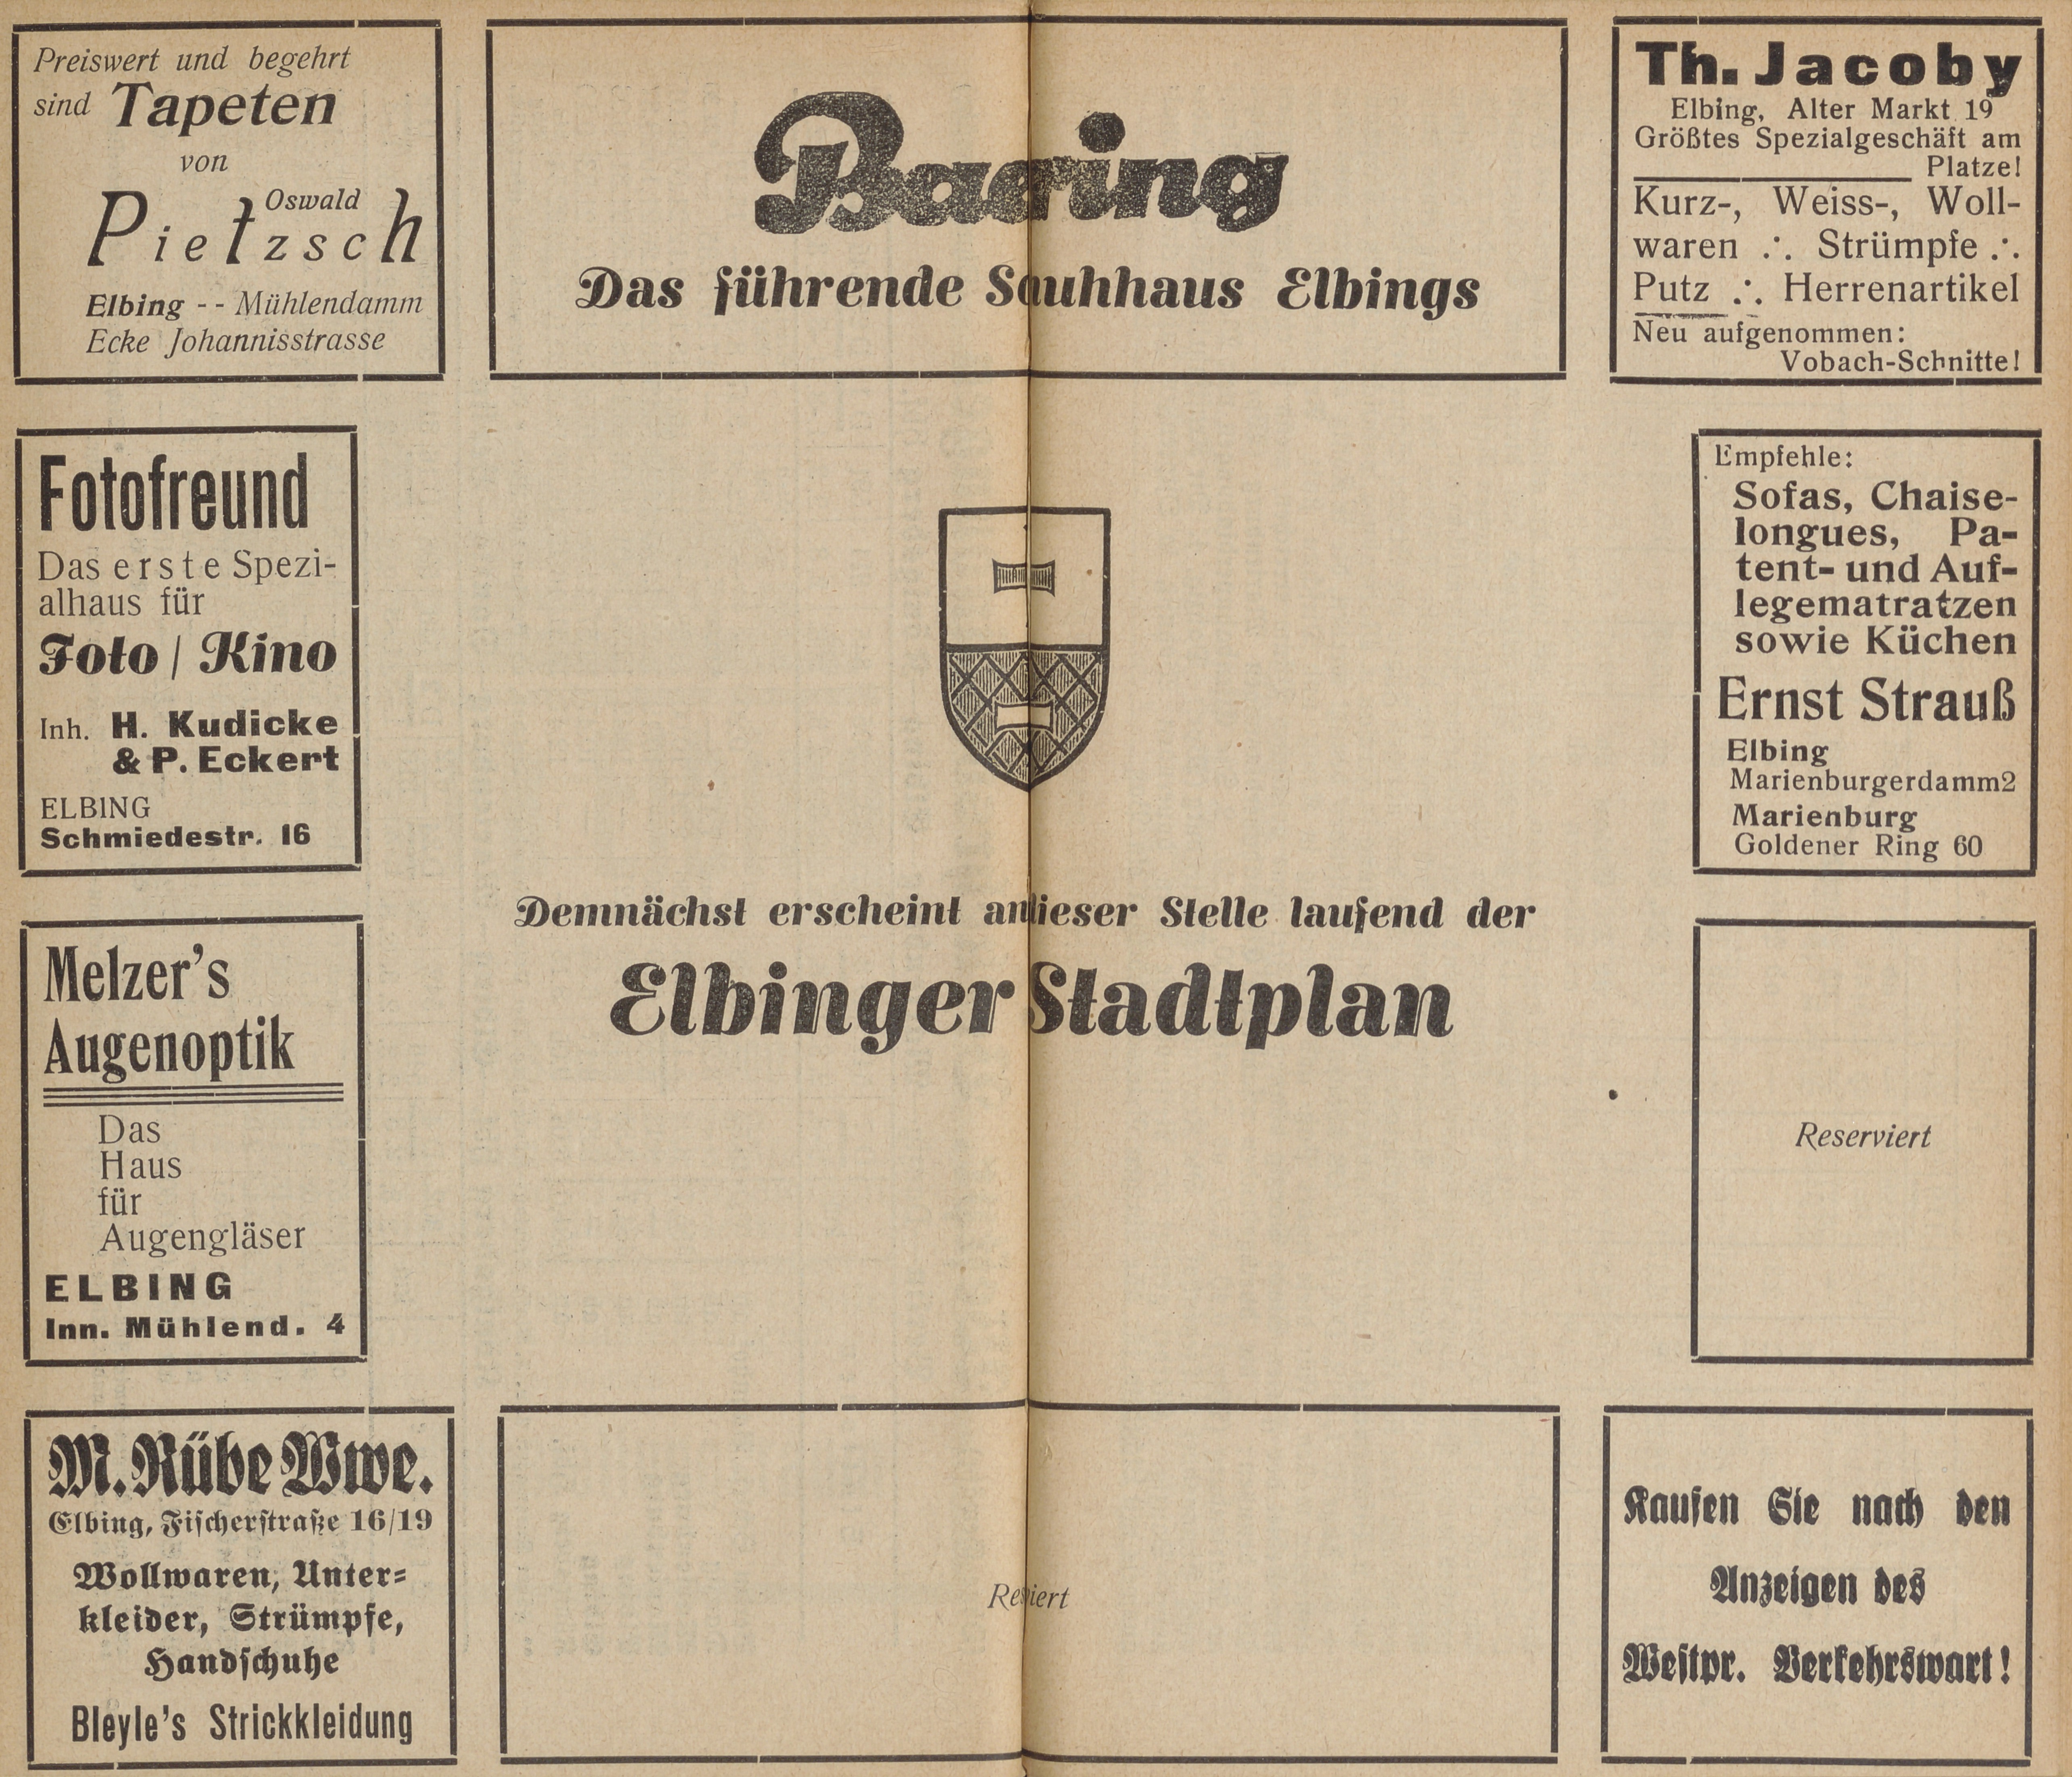 Preiswert und begehrt
sind Tapeten
von
Oswald
Pietzsch
Elbing -- Mühlendamm
Ecke Johannisstrasse
Das führende Sauhhaus Elbings
Th. Jacoby
Elbing, Alter Markt 19
Größtes Spezialgeschäft am
Platze!
Kurz-, Weiss-, Woll-
waren ∴ Strümpfe ∴
Putz ∴ Herrenartikel
Neu aufgenommen:
Vobach-Schnitte!
Fotofreund
Das erste Spezi-
alhaus für
Foto / Kino
Inh. H. Kudicke
& P. Eckert
ELBING
Schmiedestr. 16
Empfehle:
Sofas, Chaise-
longues, Pa-
tent- und Auf-
legematratzen
sowie Küchen
Ernst Strauß
Elbing
Marienburgerdamm2
Marienburg
Goldener Ring 60
Demnächst erscheint an dieser Stelle laufend der
Elbinger Stadtplan
Melzer's
Augenoptik
Das
Haus
für
Augengläser
ELBING
Inn. Mühlend. 4
Reserviert
M. Rübe Wwe.
Elbing, Fischerstraße 16/19
Wollwaren, Unter-
kleider, Strümpfe,
Handschuhe
Bleyle's Strickkleidung
Kaufen Sie nach den
Anzeigen des
Westpr. Verkehrswart!